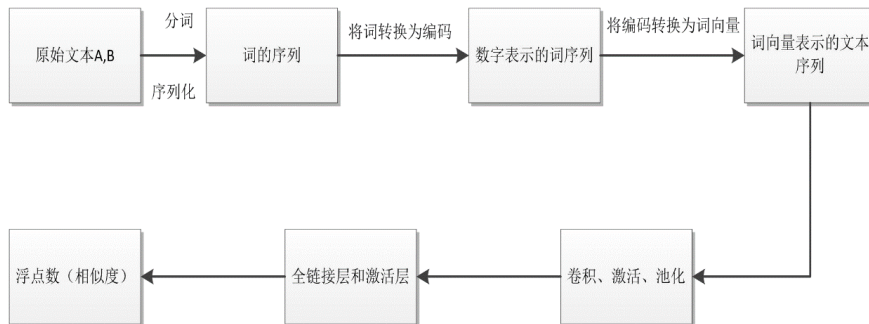 原始文本A,B
分词
序列化
词的序列
将词转换为编码
数字表示的词序列
将编码转换为词向量
词向量表示的文本
序列
浮点数（相似度）
全链接层和激活层
卷积、激活、池化